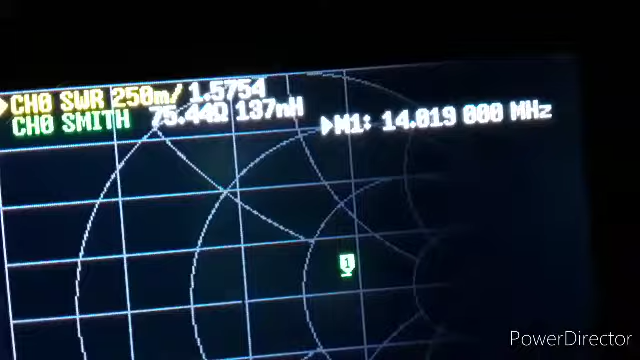 CH0 SWR 250m/ 1.5754
CH0 SMITH 75.44Ω 137nH
M1: 14.019 000 MHz
1
PowerDirector